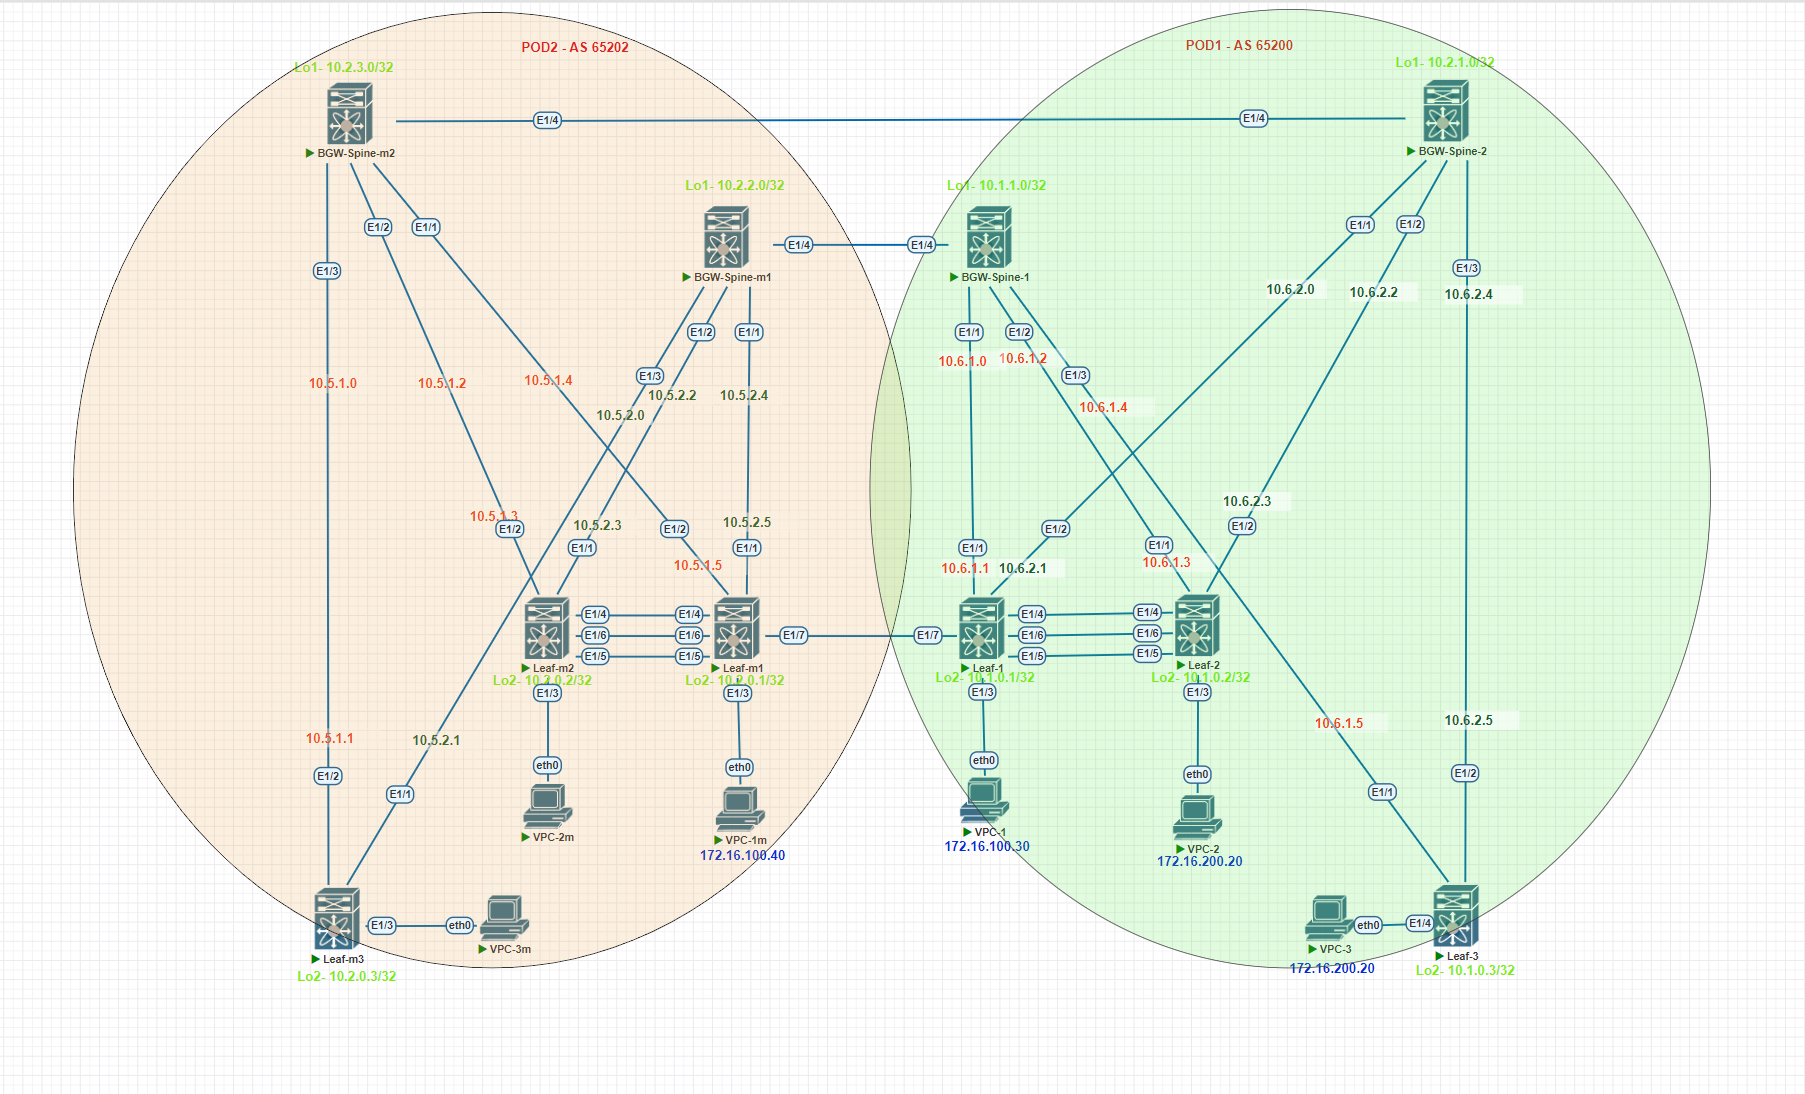 POD2 - AS 65202
POD1 - AS 65200
Lo1- 10.2.3.0/32
Lo1- 10.2.1.0/32
E1/4
E1/4
BGW-Spine-m2
BGW-Spine-2
Lo1- 10.2.2.0/32
Lo1- 10.1.1.0/32
E1/2
E1/1
E1/1
E1/2
E1/4
E1/4
E1/3
E1/3
BGW-Spine-m1
BGW-Spine-1
10.6.2.0
10.6.2.2
10.6.2.4
E1/2
E1/1
E1/1
E1/2
10.6.1.0
10.6.1.2
E1/3
E1/3
10.5.1.0
10.5.1.2
10.5.1.4
10.5.2.2
10.5.2.4
10.5.2.0
10.6.1.4
10.6.2.3
10.5.1.3
E1/2
10.5.2.3
E1/2
10.5.2.5
E1/2
E1/2
E1/1
E1/1
E1/1
E1/1
10.5.1.5
10.6.1.1
10.6.2.1
10.6.1.3
E1/4
E1/4
E1/4
E1/4
E1/6
E1/6
E1/7
E1/7
E1/6
E1/6
E1/5
E1/5
E1/5
E1/5
Leaf-m2
Leaf-m1
Leaf-1
Leaf-2
Lo2- 10.2.0.2/32
Lo2- 10.2.0.1/32
Lo2- 10.1.0.1/32
Lo2- 10.1.0.2/32
E1/3
E1/3
E1/3
E1/3
10.5.1.1
10.5.2.1
10.6.1.5
10.6.2.5
eth0
eth0
eth0
eth0
E1/2
E1/2
E1/1
E1/1
VPC-2m
VPC-1m
VPC-1
VPC-2
172.16.100.40
172.16.100.30
172.16.200.20
E1/3
eth0
eth0
E1/4
VPC-3m
VPC-3
Leaf-m3
Leaf-3
Lo2- 10.2.0.3/32
172.16.200.20
Lo2- 10.1.0.3/32